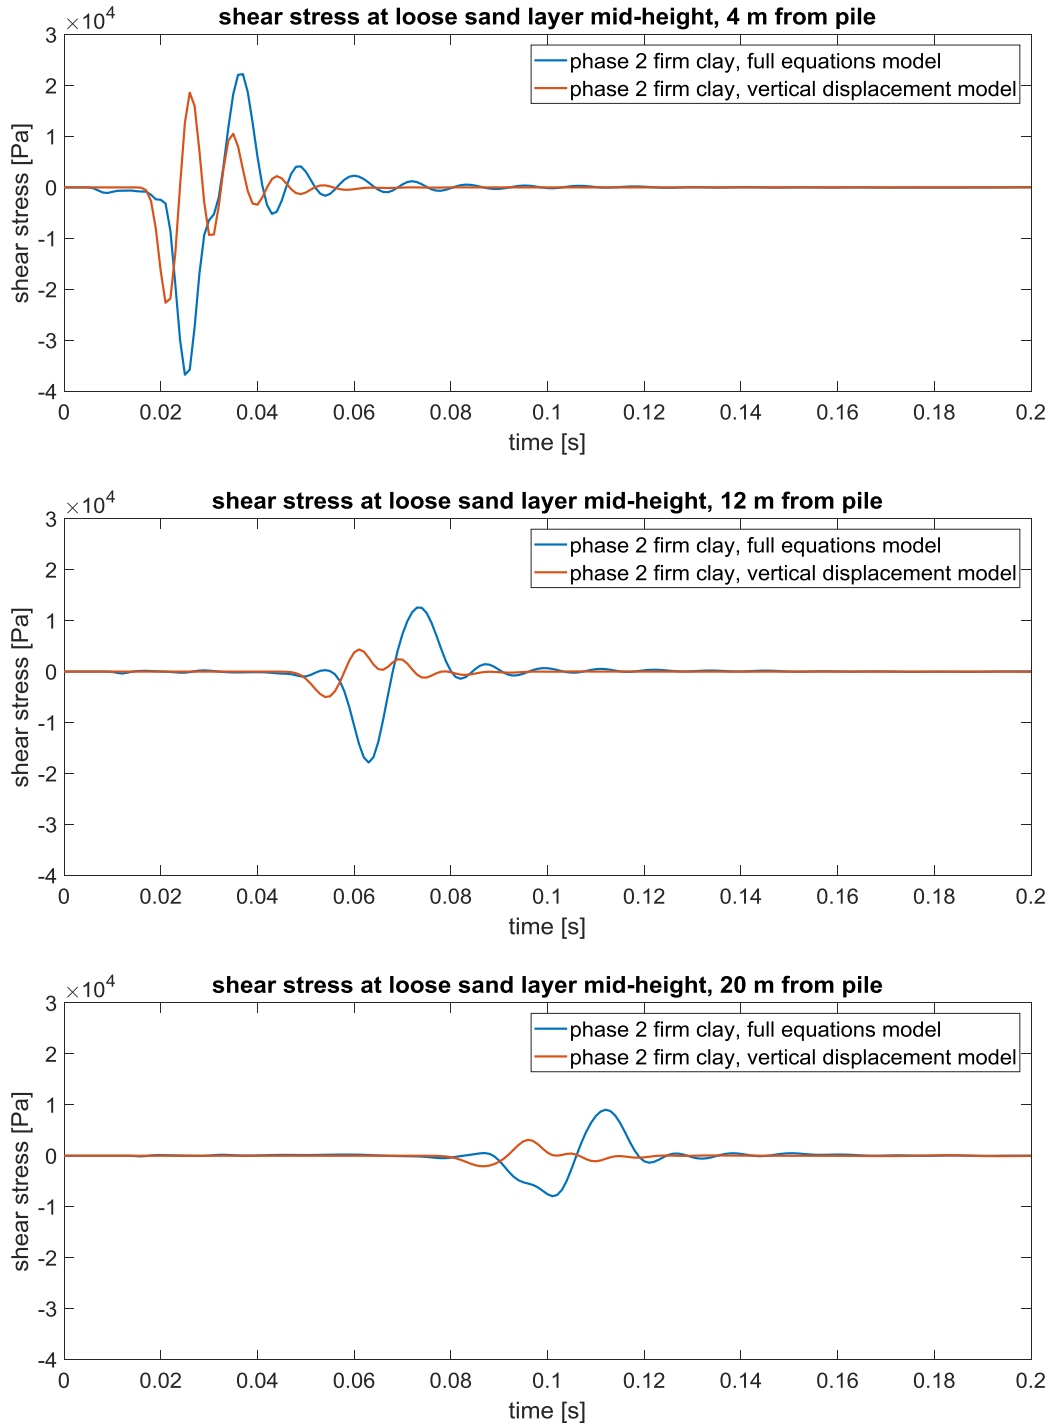 shear stress at loose sand layer mid-height, 4 m from pile
×10⁴
phase 2 firm clay, full equations model
phase 2 firm clay, vertical displacement model
3
2
1
0
-1
-2
-3
-4
shear stress [Pa]
0 0.02 0.04 0.06 0.08 0.1 0.12 0.14 0.16 0.18 0.2
time [s]
shear stress at loose sand layer mid-height, 12 m from pile
×10⁴
phase 2 firm clay, full equations model
phase 2 firm clay, vertical displacement model
3
2
1
0
-1
-2
-3
-4
shear stress [Pa]
0 0.02 0.04 0.06 0.08 0.1 0.12 0.14 0.16 0.18 0.2
time [s]
shear stress at loose sand layer mid-height, 20 m from pile
×10⁴
phase 2 firm clay, full equations model
phase 2 firm clay, vertical displacement model
3
2
1
0
-1
-2
-3
-4
shear stress [Pa]
0 0.02 0.04 0.06 0.08 0.1 0.12 0.14 0.16 0.18 0.2
time [s]